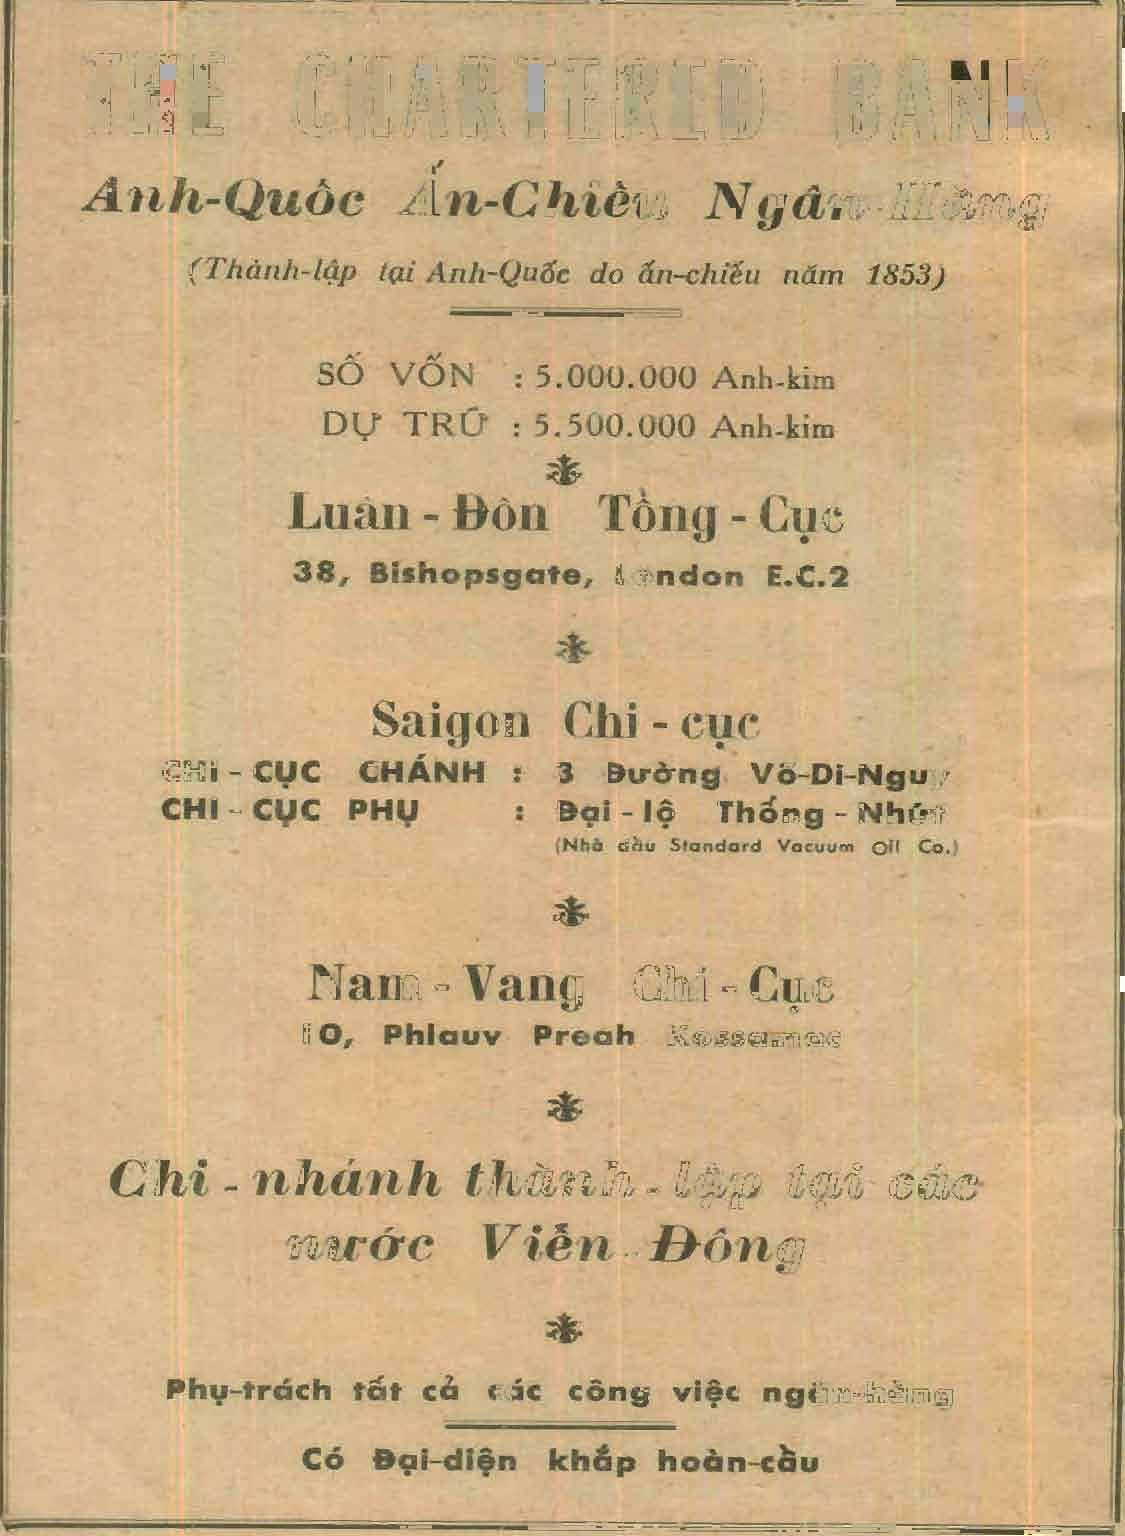 THE CHARTERED BANK
Anh-Quốc Ấn-Chiếu Ngân-Hàng
(Thành-lập tại Anh-Quốc do ấn-chiếu năm 1853)
SỐ VỐN : 5.000.000 Anh-kim
DỰ TRỮ : 5.500.000 Anh-kim
Luân-Đôn Tổng-Cục
38, Bishopsgate, London E.C.2
Saigon Chi-cục
CHI-CỤC CHÁNH : 3 Đường Võ-Di-Nguy
CHI-CỤC PHỤ : Đại-lộ Thống-Nhứt
(Nhà dầu Standard Vacuum Oil Co.)
Nam-Vang Chi-Cục
10, Phlauv Preah Kossamac
Chi-nhánh thành-lập tại các
nước Viễn-Đông
Phụ-trách tất cả các công việc ngân-hàng
Có Đại-diện khắp hoàn-cầu